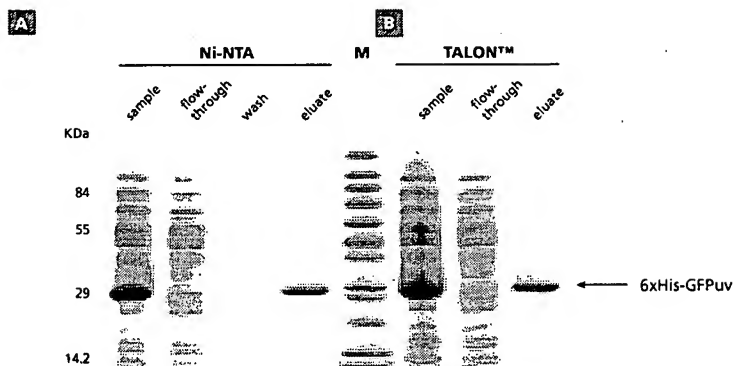 A
B
Ni-NTA M TALON™
sample flow-through wash eluate sample flow-through eluate
KDa
84
55
29
14.2
6xHis-GFPuv